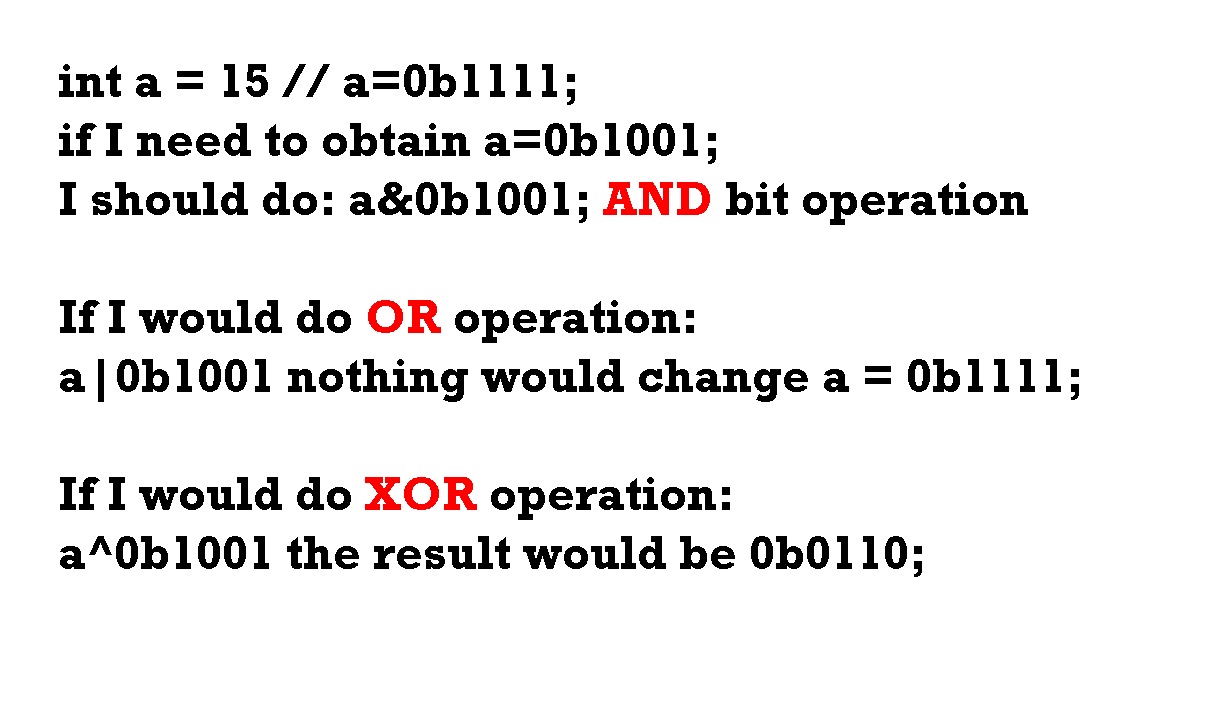 int a = 15 // a=0b1111;
if I need to obtain a=0b1001;
I should do: a&0b1001; AND bit operation
If I would do OR operation:
a|0b1001 nothing would change a = 0b1111;
If I would do XOR operation:
a^0b1001 the result would be 0b0110;